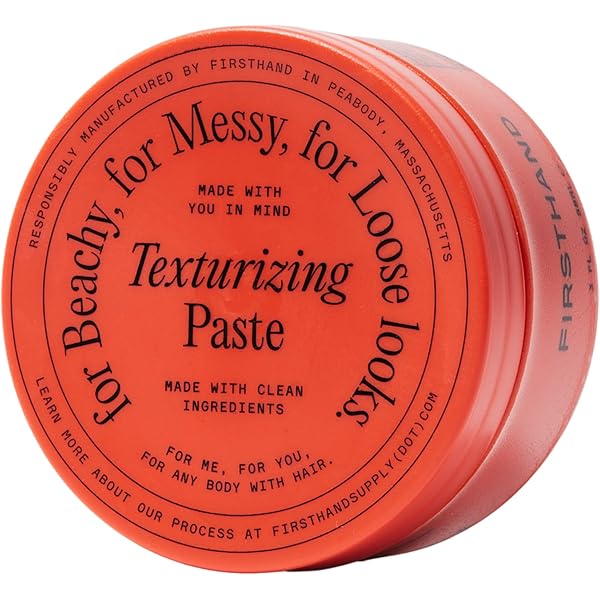 RESPONSIBLY MANUFACTURED BY FIRSTHAND IN PEABODY, MASSACHUSETTS
for Beachy, for Messy, for Loose looks.
MADE WITH
YOU IN MIND
Texturizing
Paste
MADE WITH CLEAN
INGREDIENTS
FOR ME, FOR YOU,
FOR ANY BODY WITH HAIR.
LEARN MORE ABOUT OUR PROCESS AT FIRSTHANDSUPPLY(DOT)COM
FIRSTHAND